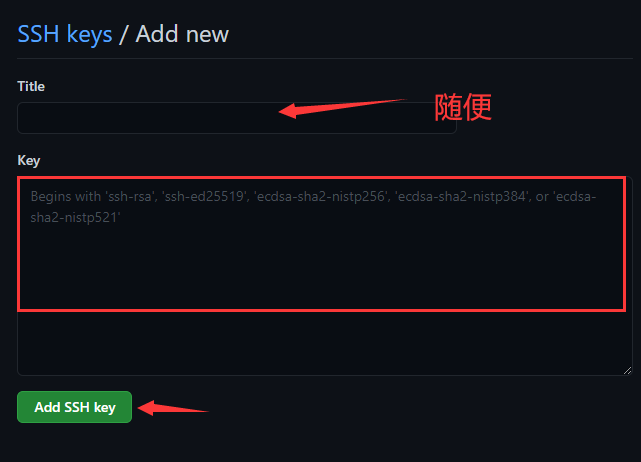 SSH keys / Add new
Title
随便
Key
Begins with 'ssh-rsa', 'ssh-ed25519', 'ecdsa-sha2-nistp256', 'ecdsa-sha2-nistp384', or 'ecdsa-
sha2-nistp521'
Add SSH key